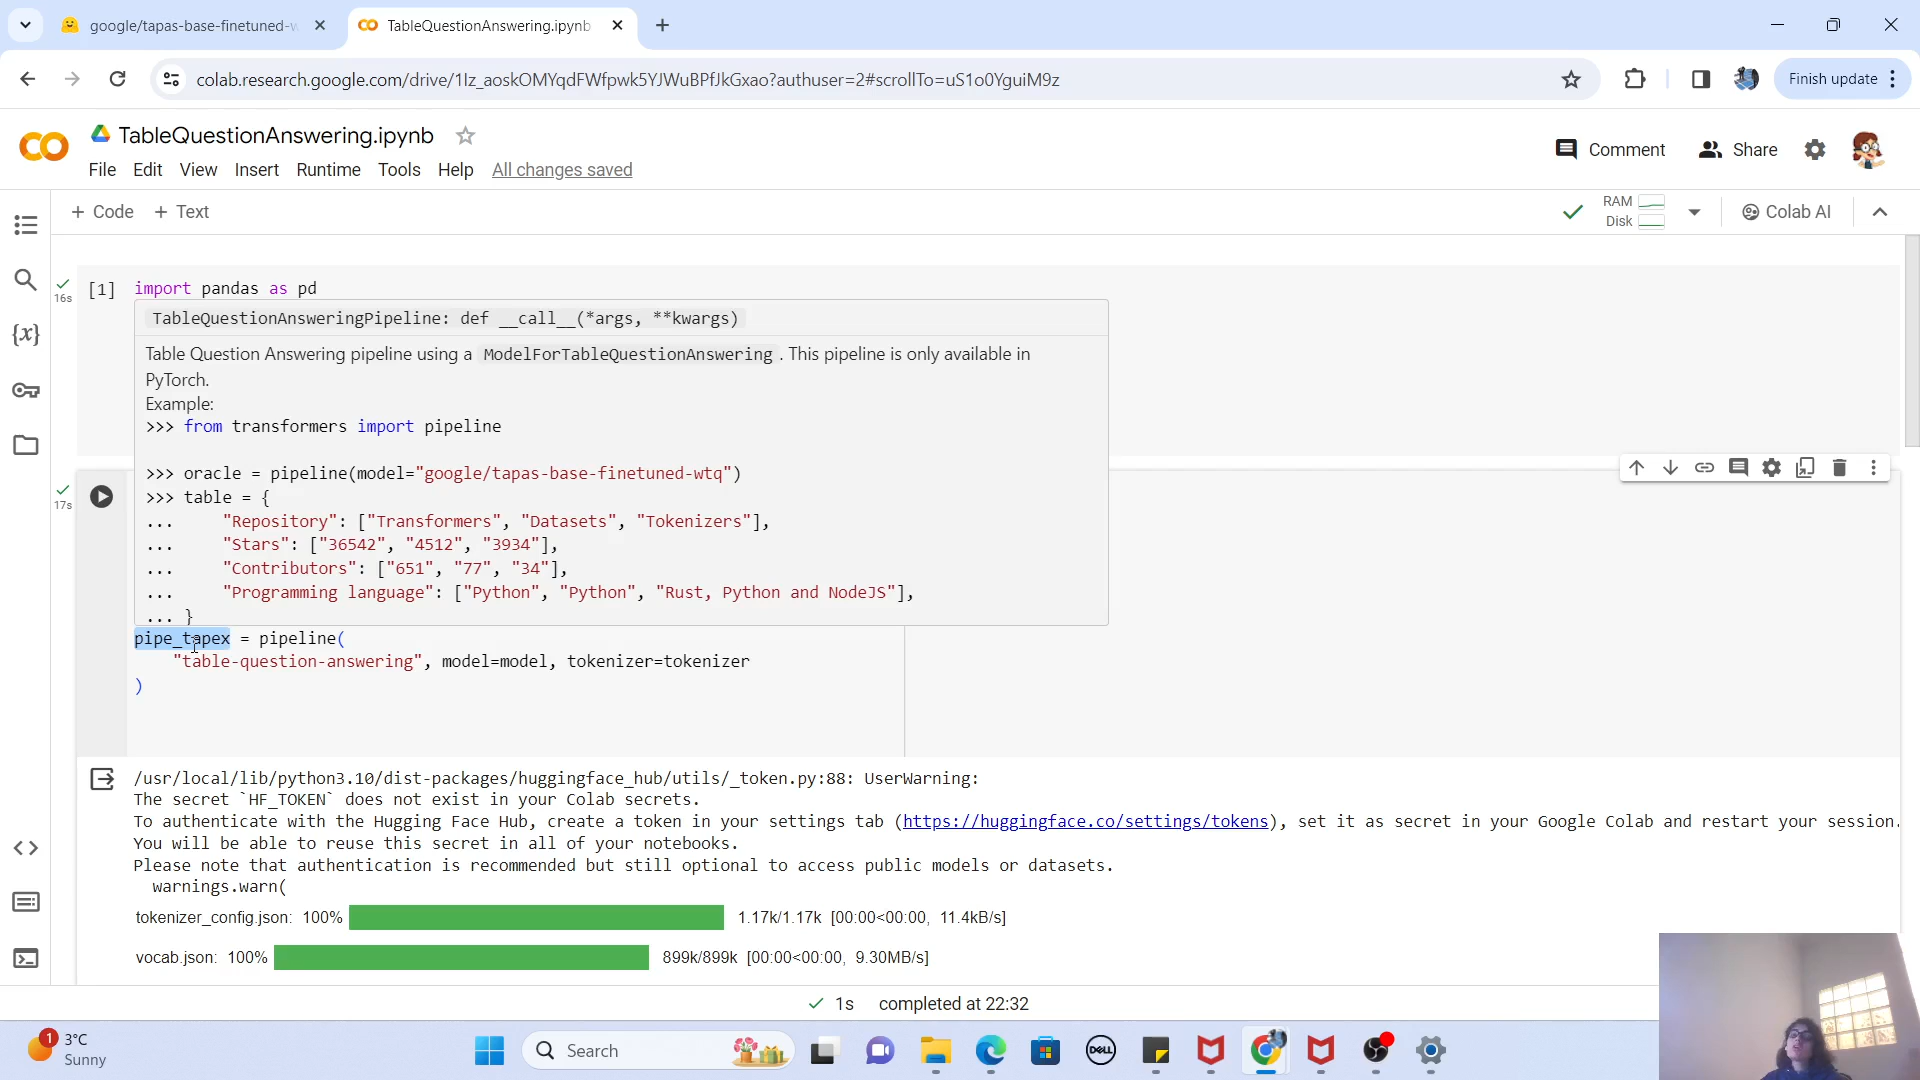 google/tapas-base-finetuned-w
TableQuestionAnswering.ipynb
colab.research.google.com/drive/1Iz_aoskOMYqdFWfpwk5YJWuBPfJkGxao?authuser=2#scrollTo=uS1o0YguiM9z
Finish update
TableQuestionAnswering.ipynb
File Edit View Insert Runtime Tools Help All changes saved
Comment
Share
+ Code + Text
RAM
Disk
Colab AI
16s
[1] import pandas as pd
TableQuestionAnsweringPipeline: def __call__(*args, **kwargs)
Table Question Answering pipeline using a ModelForTableQuestionAnswering . This pipeline is only available in
PyTorch.
Example:
>>> from transformers import pipeline
>>> oracle = pipeline(model="google/tapas-base-finetuned-wtq")
>>> table = {
... "Repository": ["Transformers", "Datasets", "Tokenizers"],
... "Stars": ["36542", "4512", "3934"],
... "Contributors": ["651", "77", "34"],
... "Programming language": ["Python", "Python", "Rust, Python and NodeJS"],
... }
17s
pipe_tapex = pipeline(
"table-question-answering", model=model, tokenizer=tokenizer
)
/usr/local/lib/python3.10/dist-packages/huggingface_hub/utils/_token.py:88: UserWarning:
The secret `HF_TOKEN` does not exist in your Colab secrets.
To authenticate with the Hugging Face Hub, create a token in your settings tab (https://huggingface.co/settings/tokens), set it as secret in your Google Colab and restart your session.
You will be able to reuse this secret in all of your notebooks.
Please note that authentication is recommended but still optional to access public models or datasets.
warnings.warn(
tokenizer_config.json: 100% 1.17k/1.17k [00:00<00:00, 11.4kB/s]
vocab.json: 100% 899k/899k [00:00<00:00, 9.30MB/s]
1s completed at 22:32
1
3°C
Sunny
Search
DELL